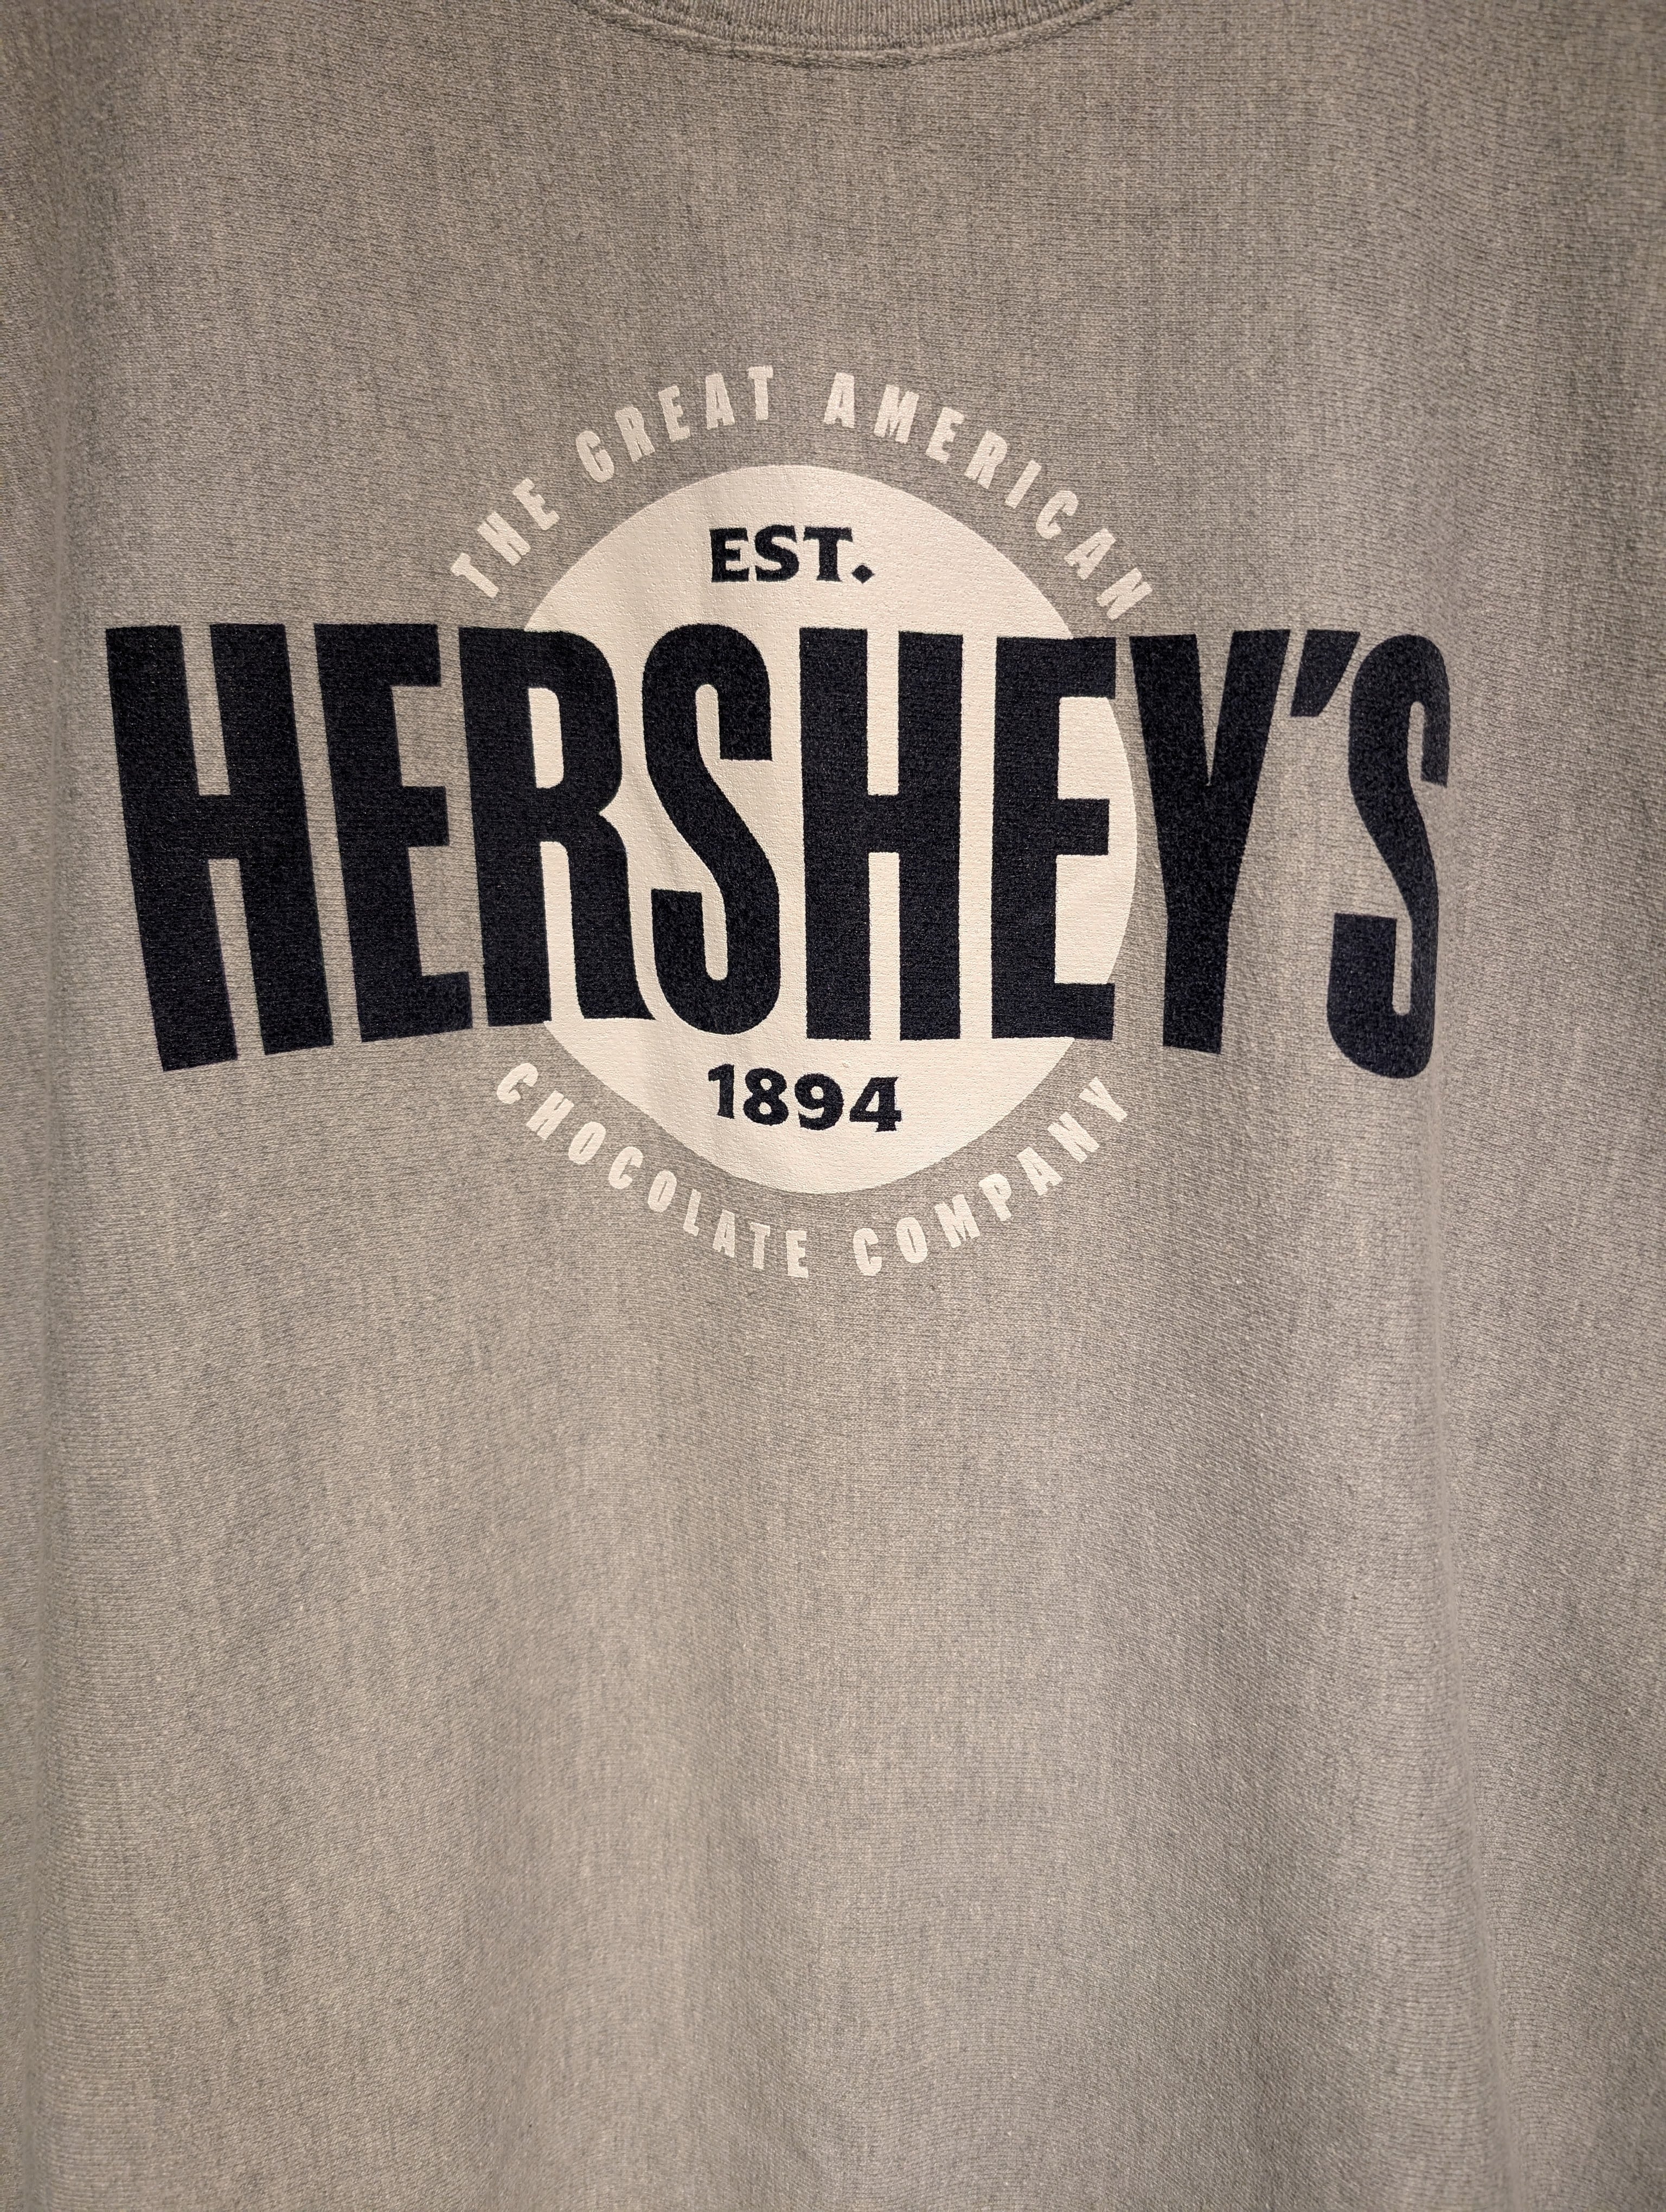 THE GREAT AMERICAN
EST.
HERSHEY'S
1894
CHOCOLATE COMPANY